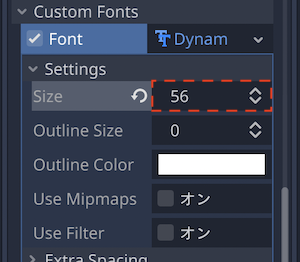 Custom Fonts
Font Dynam
Settings
Size 56
Outline Size 0
Outline Color
Use Mipmaps オン
Use Filter オン
Extra Spacing